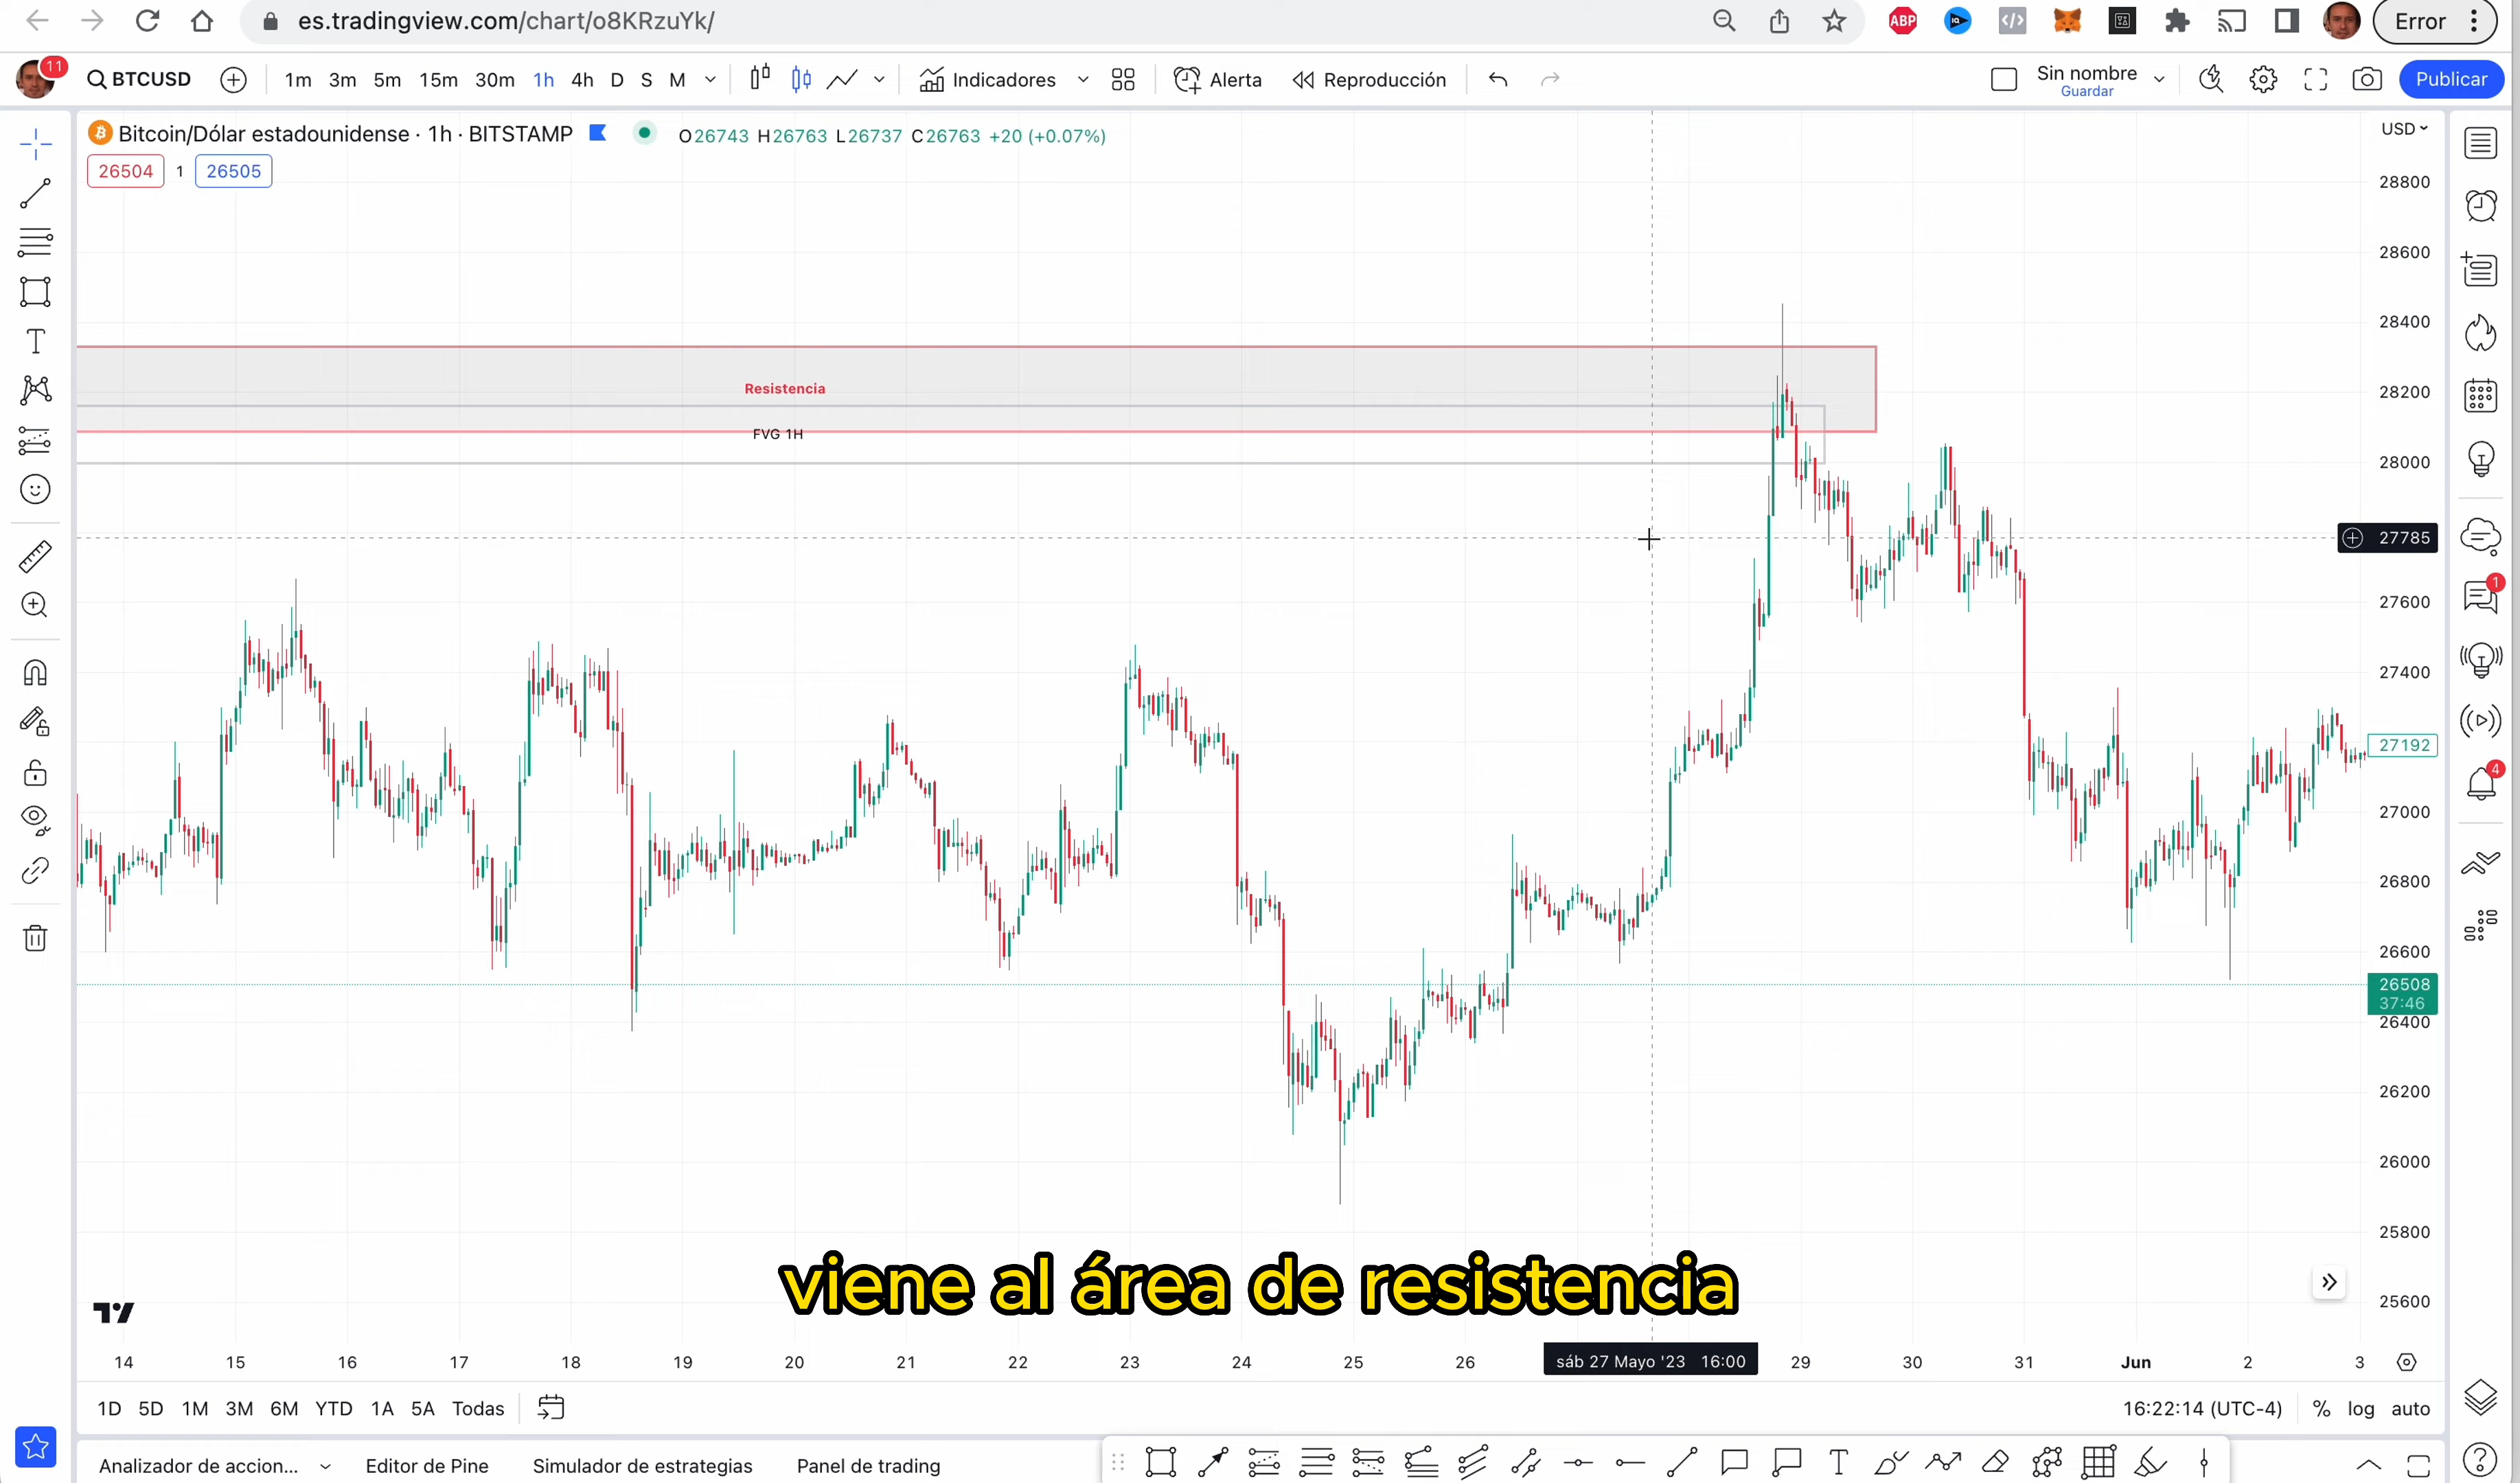 es.tradingview.com/chart/o8KRzuYk/
ABP
IQ
Error
11
BTCUSD
1m 3m 5m 15m 30m 1h 4h D S M
Indicadores
Alerta
Reproducción
Sin nombre
Guardar
Publicar
Bitcoin/Dólar estadounidense · 1h · BITSTAMP
O26743 H26763 L26737 C26763 +20 (+0.07%)
26504 1 26505
USD
28800
28600
28400
28200
28000
27785
27600
27400
27192
27000
26800
26600
26508
37:46
26400
26200
26000
25800
25600
Resistencia
FVG 1H
1
4
viene al área de resistencia
14 15 16 17 18 19 20 21 22 23 24 25 26 sáb 27 Mayo '23 16:00 29 30 31 Jun 2 3
1D 5D 1M 3M 6M YTD 1A 5A Todas
16:22:14 (UTC-4) % log auto
Analizador de accion... Editor de Pine Simulador de estrategias Panel de trading